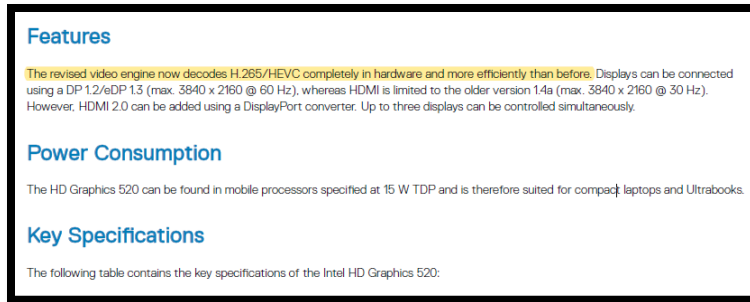 Features
The revised video engine now decodes H.265/HEVC completely in hardware and more efficiently than before. Displays can be connected
using a DP 1.2/eDP 1.3 (max. 3840 x 2160 @ 60 Hz), whereas HDMI is limited to the older version 1.4a (max. 3840 x 2160 @ 30 Hz).
However, HDMI 2.0 can be added using a DisplayPort converter. Up to three displays can be controlled simultaneously.
Power Consumption
The HD Graphics 520 can be found in mobile processors specified at 15 W TDP and is therefore suited for compact laptops and Ultrabooks.
Key Specifications
The following table contains the key specifications of the Intel HD Graphics 520: